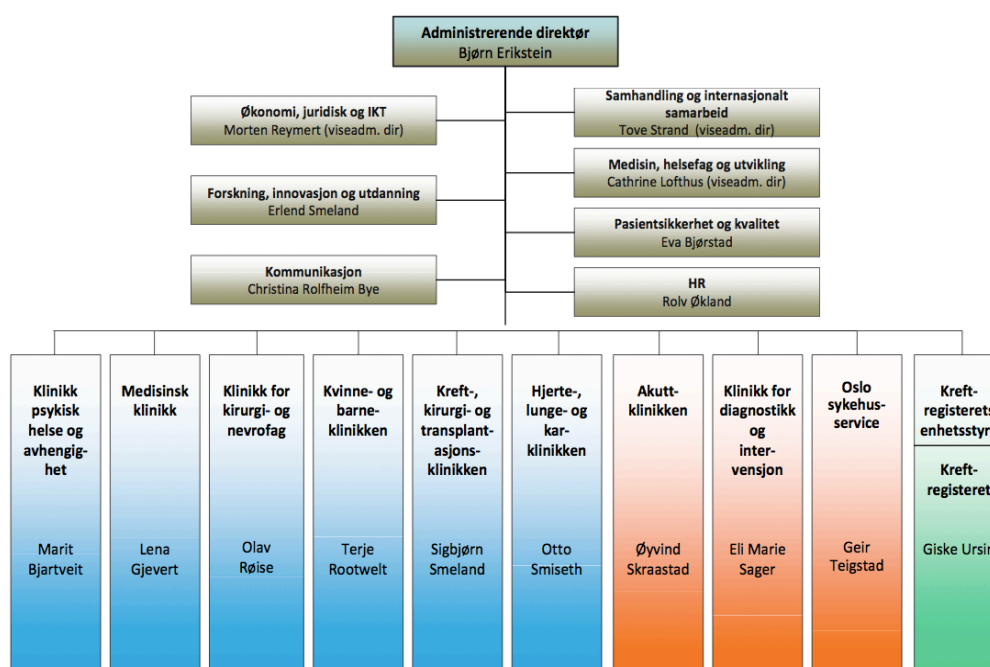 Administrerende direktør
Bjørn Erikstein
Økonomi, juridisk og IKT
Morten Reymert (viseadm. dir)
Forskning, innovasjon og utdanning
Erlend Smeland
Kommunikasjon
Christina Rolfheim Bye
Samhandling og internasjonalt
samarbeid
Tove Strand (viseadm. dir)
Medisin, helsefag og utvikling
Cathrine Lofthus (viseadm. dir)
Pasientsikkerhet og kvalitet
Eva Bjørstad
HR
Rolv Økland
Klinikk
psykisk
helse og
avhengig-
het
Marit
Bjartveit
Medisinsk
klinikk
Lena
Gjevert
Klinikk for
kirurgi- og
nevrofag
Olav
Røise
Kvinne- og
barne-
klinikken
Terje
Rootwelt
Kreft-,
kirurgi- og
transplant-
asjons-
klinikken
Sigbjørn
Smeland
Hjerte-,
lunge- og
kar-
klinikken
Otto
Smiseth
Akutt-
klinikken
Øyvind
Skraastad
Klinikk for
diagnostikk
og
inter-
vensjon
Eli Marie
Sager
Oslo
sykehus-
service
Geir
Teigstad
Kreft-
registerets
enhetsstyre
Kreft-
registeret
Giske Ursin